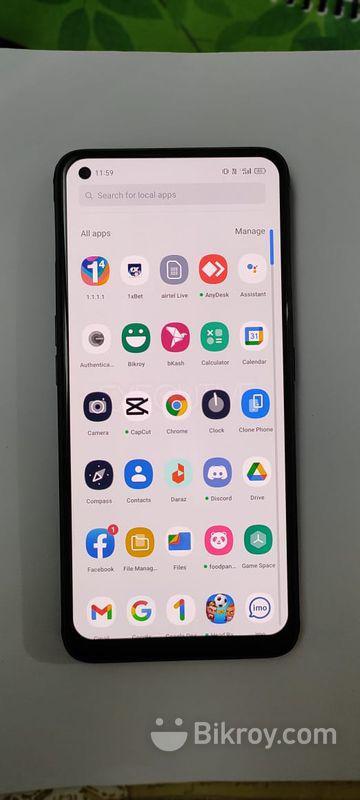 11:59
Search for local apps
All apps
Manage
1.1.1.1
1xBet
airtel Live
AnyDesk
Assistant
31
Authentica...
Bikroy
bKash
Calculator
Calendar
Camera
CapCut
Chrome
Clock
Clone Phone
Compass
Contacts
Daraz
Discord
Drive
1
Facebook
File Manag...
Files
foodpan...
Game Space
imo
Bikroy.com